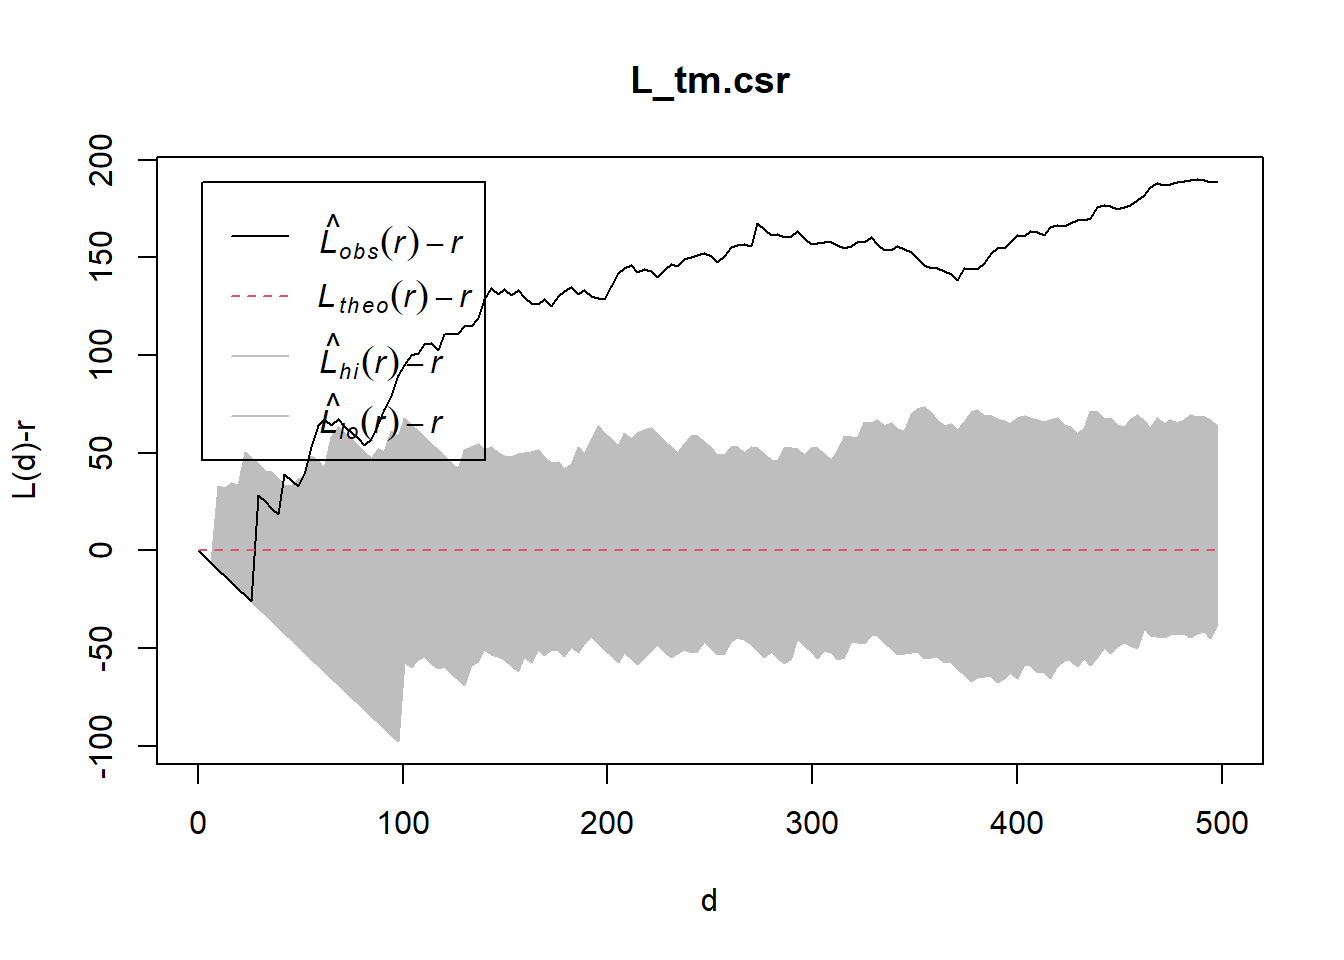 L_tm.csr
L(d)-r
200
150
100
50
0
-50
-100
L̂obs(r) – r
Ltheo(r) – r
L̂hi(r) – r
L̂lo(r) – r
0 100 200 300 400 500
d